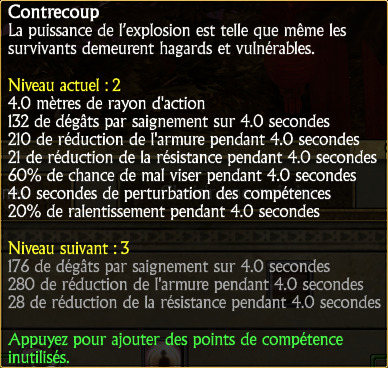 Contrecoup
La puissance de l'explosion est telle que même les
survivants demeurent hagards et vulnérables.
Niveau actuel : 2
4.0 mètres de rayon d'action
132 de dégâts par saignement sur 4.0 secondes
210 de réduction de l'armure pendant 4.0 secondes
21 de réduction de la résistance pendant 4.0 secondes
60% de chance de mal viser pendant 4.0 secondes
4.0 secondes de perturbation des compétences
20% de ralentissement pendant 4.0 secondes
Niveau suivant : 3
176 de dégâts par saignement sur 4.0 secondes
280 de réduction de l'armure pendant 4.0 secondes
28 de réduction de la résistance pendant 4.0 secondes
Appuyez pour ajouter des points de compétence
inutilisés.